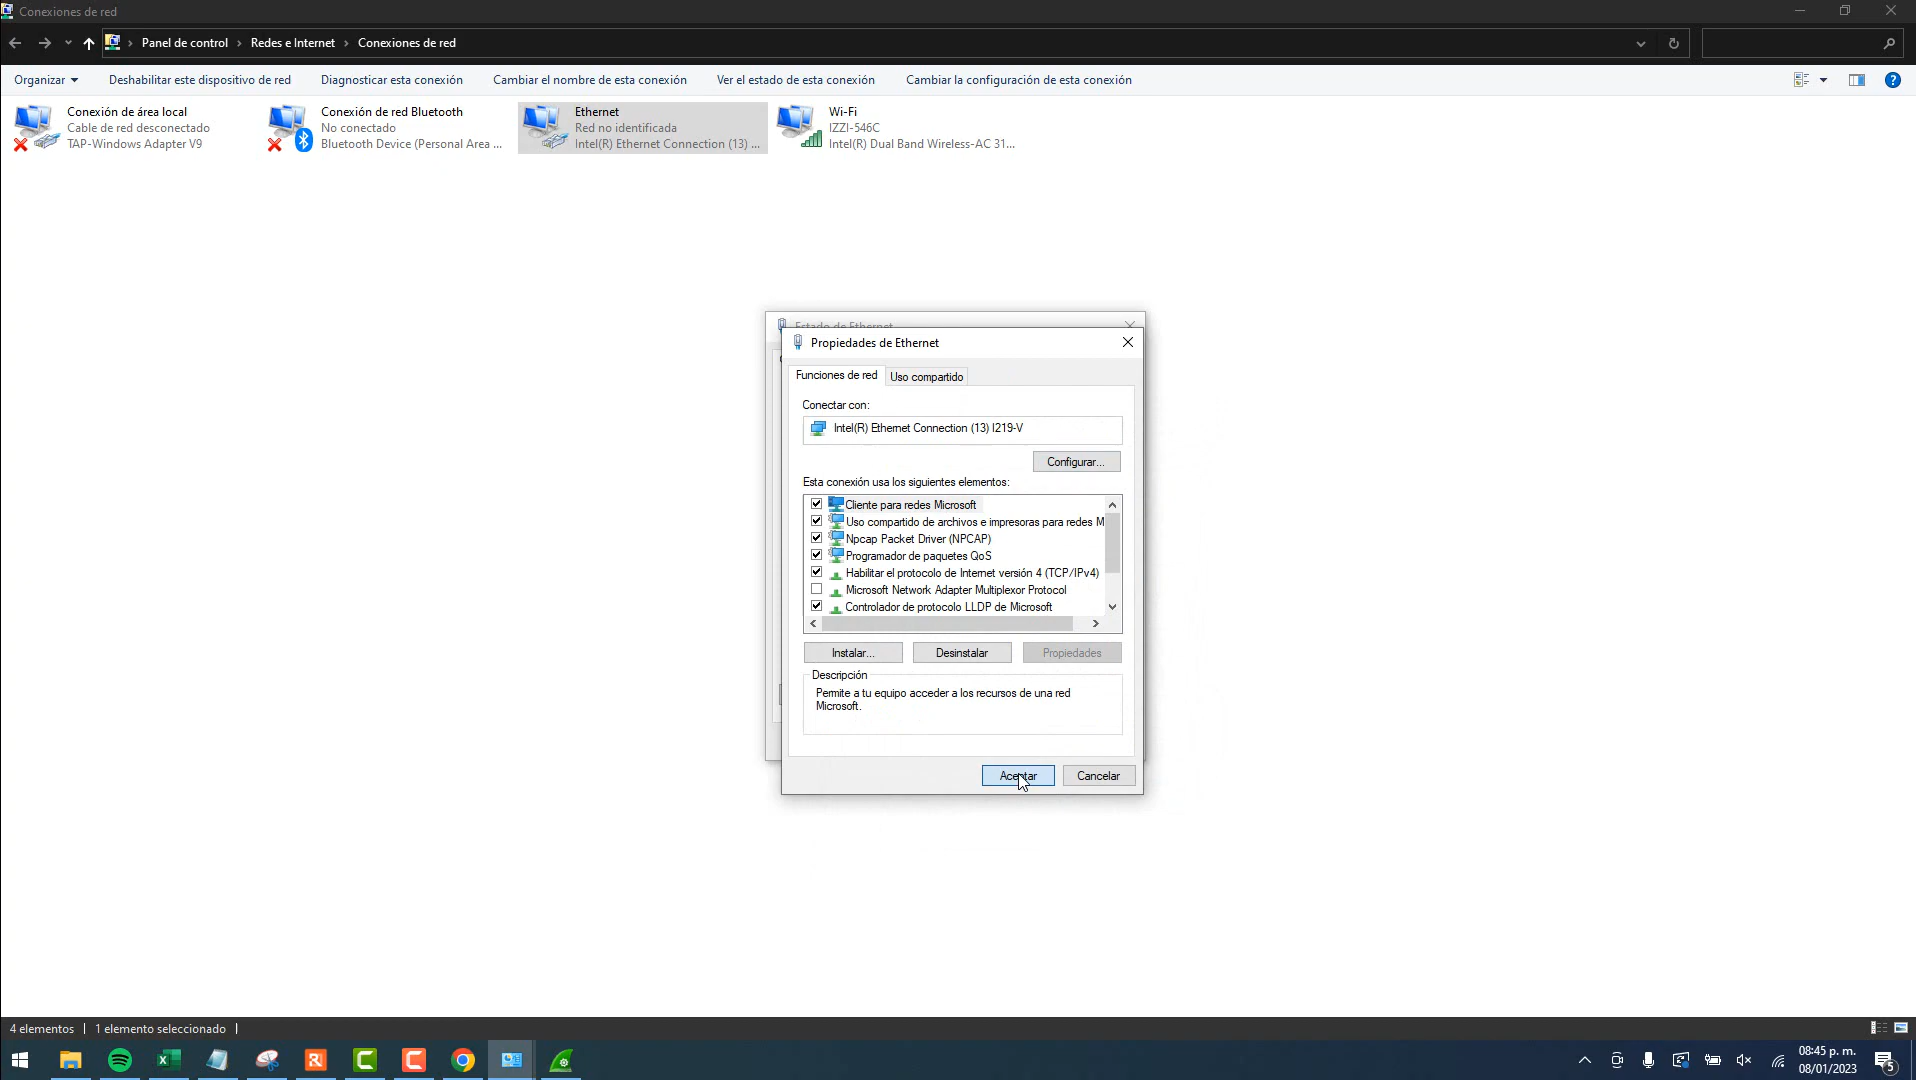 Conexiones de red
Panel de control
Redes e Internet
Conexiones de red
Organizar
Deshabilitar este dispositivo de red
Diagnosticar esta conexión
Cambiar el nombre de esta conexión
Ver el estado de esta conexión
Cambiar la configuración de esta conexión
Conexión de área local
Cable de red desconectado
TAP-Windows Adapter V9
Conexión de red Bluetooth
No conectado
Bluetooth Device (Personal Area ...
Ethernet
Red no identificada
Intel(R) Ethernet Connection (13) ...
Wi-Fi
IZZI-546C
Intel(R) Dual Band Wireless-AC 31...
Estado de Ethernet
Propiedades de Ethernet
Funciones de red
Uso compartido
Conectar con:
Intel(R) Ethernet Connection (13) I219-V
Configurar...
Esta conexión usa los siguientes elementos:
Cliente para redes Microsoft
Uso compartido de archivos e impresoras para redes M
Npcap Packet Driver (NPCAP)
Programador de paquetes QoS
Habilitar el protocolo de Internet versión 4 (TCP/IPv4)
Microsoft Network Adapter Multiplexor Protocol
Controlador de protocolo LLDP de Microsoft
Instalar...
Desinstalar
Propiedades
Descripción
Permite a tu equipo acceder a los recursos de una red
Microsoft.
Aceptar
Cancelar
4 elementos
1 elemento seleccionado
08:45 p. m.
08/01/2023
5